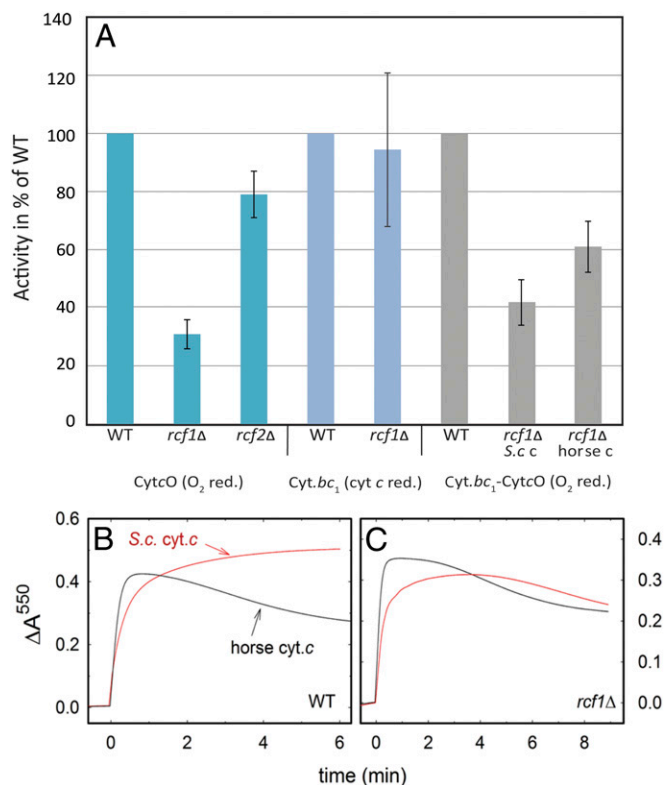 A
140
120
100
80
60
40
20
0
Activity in % of WT
WT
rcf1Δ
rcf2Δ
WT
rcf1Δ
WT
rcf1Δ
S.c c
rcf1Δ
horse c
CytcO (O₂ red.)
Cyt.bc₁ (cyt c red.)
Cyt.bc₁-CytcO (O₂ red.)
B
S.c. cyt.c
horse cyt.c
WT
0.6
0.4
0.2
0.0
ΔA⁵⁵⁰
0 2 4 6
C
rcf1Δ
0.4
0.3
0.2
0.1
0.0
0 2 4 6 8
time (min)